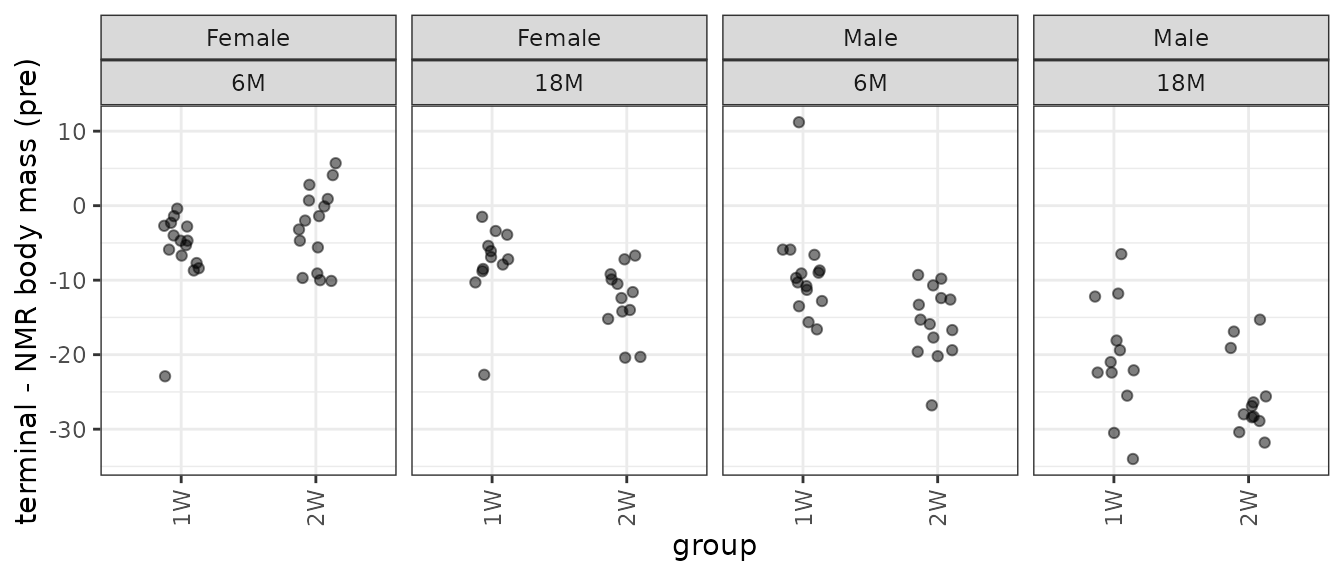 Female Female Male Male
6M 18M 6M 18M
terminal - NMR body mass (pre)
10
0
-10
-20
-30
1W 2W 1W 2W 1W 2W 1W 2W
group